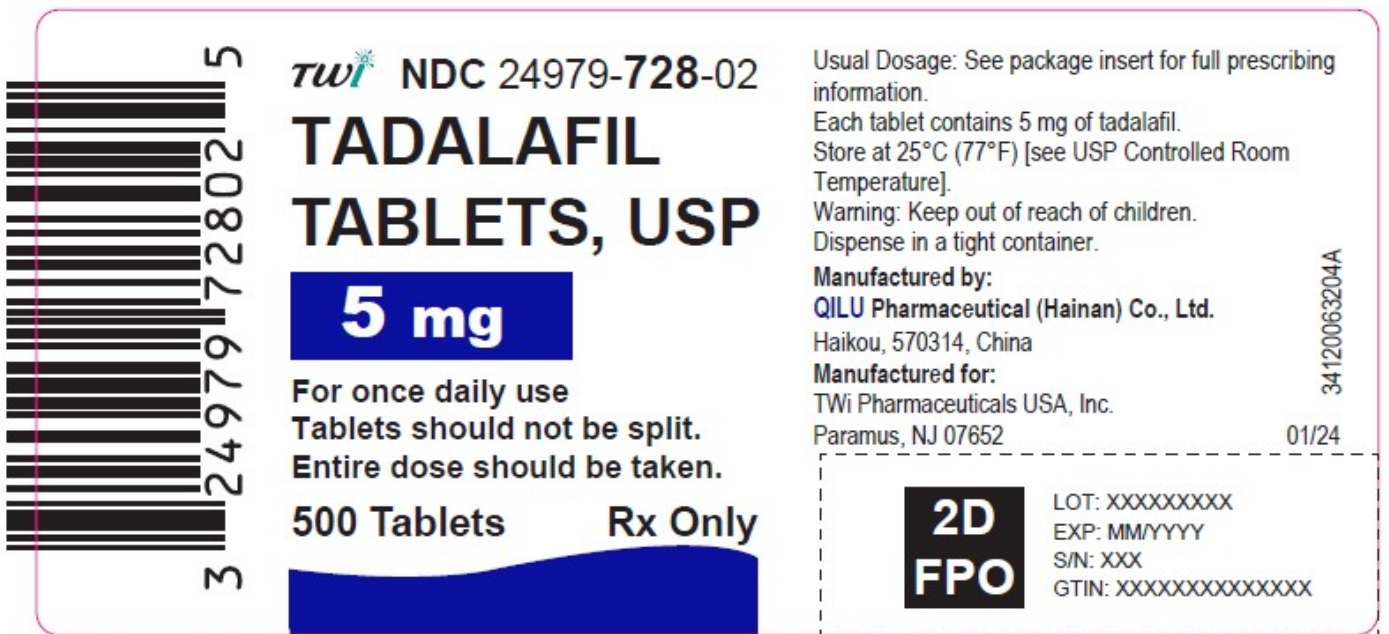 3 24979 72802 5
TWi NDC 24979-728-02
TADALAFIL
TABLETS, USP
5 mg
For once daily use
Tablets should not be split.
Entire dose should be taken.
500 Tablets Rx Only
Usual Dosage: See package insert for full prescribing
information.
Each tablet contains 5 mg of tadalafil.
Store at 25°C (77°F) [see USP Controlled Room
Temperature].
Warning: Keep out of reach of children.
Dispense in a tight container.
Manufactured by:
QILU Pharmaceutical (Hainan) Co., Ltd.
Haikou, 570314, China
Manufactured for:
TWi Pharmaceuticals USA, Inc.
Paramus, NJ 07652 01/24
34120063204A
2D
FPO
LOT: XXXXXXXXX
EXP: MM/YYYY
S/N: XXX
GTIN: XXXXXXXXXXXXXX